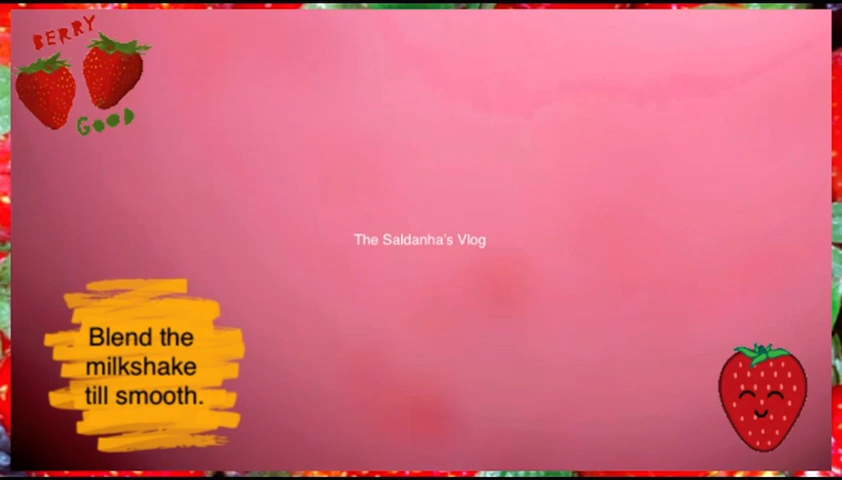 BERRY
GOOD
The Saldanha's Vlog
Blend the
milkshake
till smooth.